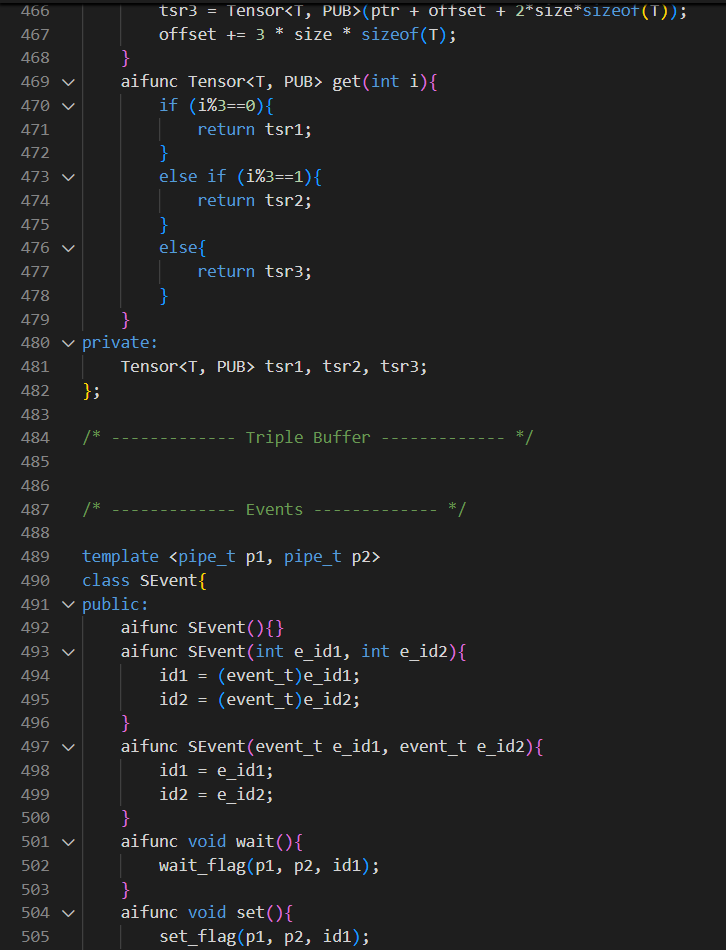 466 tsr3 = Tensor<T, PUB>(ptr + offset + 2*size*sizeof(T));
467 offset += 3 * size * sizeof(T);
468 }
469 aifunc Tensor<T, PUB> get(int i){
470 if (i%3==0){
471 return tsr1;
472 }
473 else if (i%3==1){
474 return tsr2;
475 }
476 else{
477 return tsr3;
478 }
479 }
480 private:
481 Tensor<T, PUB> tsr1, tsr2, tsr3;
482 };
483
484 /* ------------- Triple Buffer ------------- */
485
486
487 /* ------------- Events ------------- */
488
489 template <pipe_t p1, pipe_t p2>
490 class SEvent{
491 public:
492 aifunc SEvent(){}
493 aifunc SEvent(int e_id1, int e_id2){
494 id1 = (event_t)e_id1;
495 id2 = (event_t)e_id2;
496 }
497 aifunc SEvent(event_t e_id1, event_t e_id2){
498 id1 = e_id1;
499 id2 = e_id2;
500 }
501 aifunc void wait(){
502 wait_flag(p1, p2, id1);
503 }
504 aifunc void set(){
505 set_flag(p1, p2, id1);